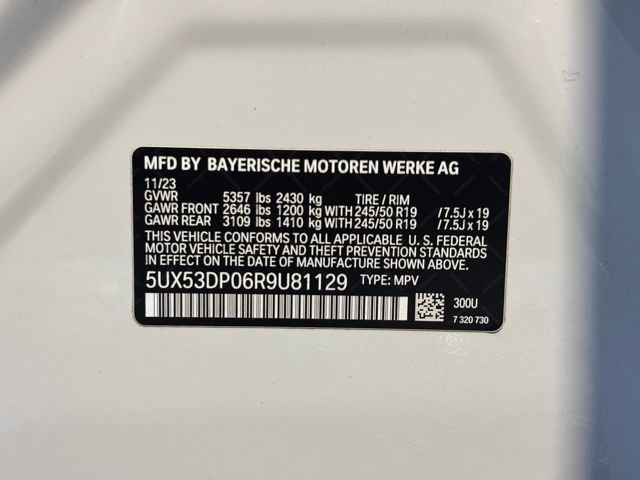 MFD BY BAYERISCHE MOTOREN WERKE AG
11/23
GVWR 5357 lbs 2430 kg TIRE / RIM
GAWR FRONT 2646 lbs 1200 kg WITH 245/50 R19 /7.5J x 19
GAWR REAR 3109 lbs 1410 kg WITH 245/50 R19 /7.5J x 19
THIS VEHICLE CONFORMS TO ALL APPLICABLE U. S. FEDERAL
MOTOR VEHICLE SAFETY AND THEFT PREVENTION STANDARDS
IN EFFECT ON THE DATE OF MANUFACTURE SHOWN ABOVE.
5UX53DP06R9U81129 TYPE: MPV
300U
7 320 730